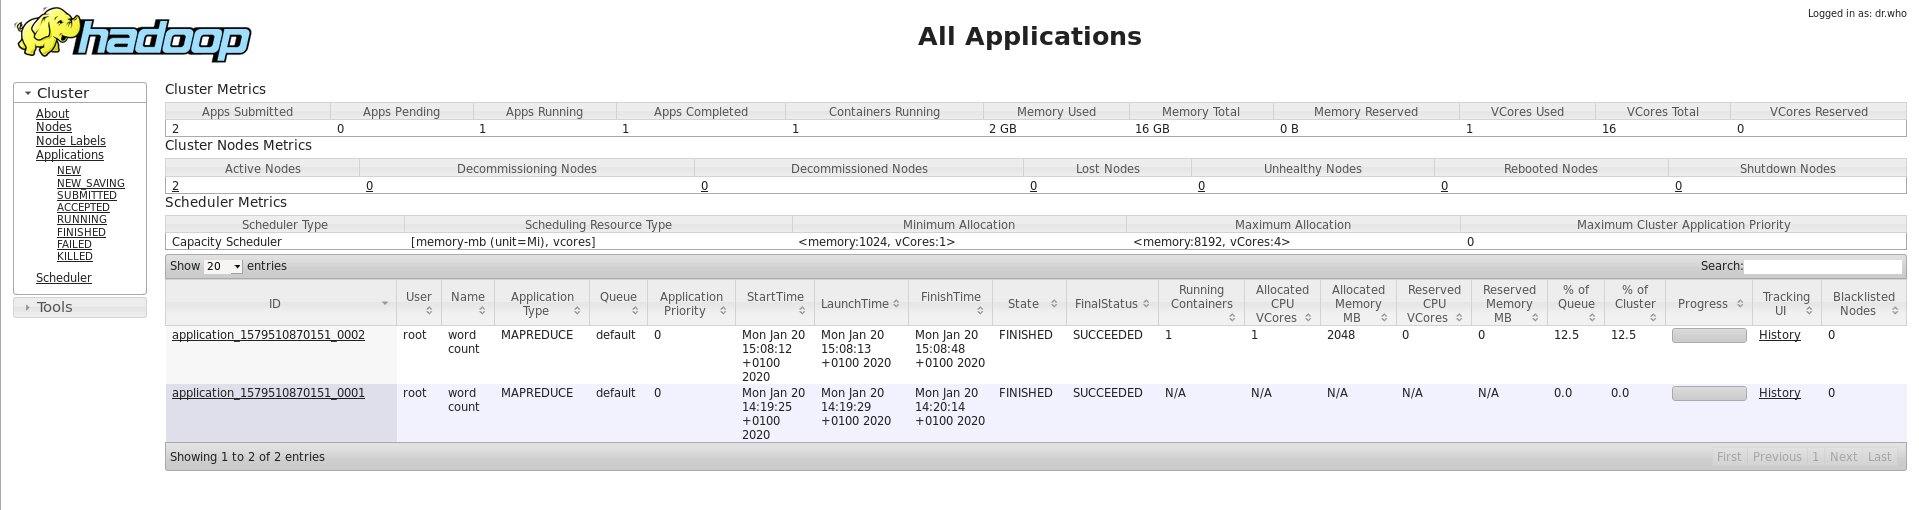 hadoop
Logged in as: dr.who
All Applications
Cluster
About
Nodes
Node Labels
Applications
NEW
NEW_SAVING
SUBMITTED
ACCEPTED
RUNNING
FINISHED
FAILED
KILLED
Scheduler
Tools
Cluster Metrics
Apps Submitted Apps Pending Apps Running Apps Completed Containers Running Memory Used Memory Total Memory Reserved VCores Used VCores Total VCores Reserved
2 0 1 1 1 2 GB 16 GB 0 B 1 16 0
Cluster Nodes Metrics
Active Nodes Decommissioning Nodes Decommissioned Nodes Lost Nodes Unhealthy Nodes Rebooted Nodes Shutdown Nodes
2 0 0 0 0 0 0
Scheduler Metrics
Scheduler Type Scheduling Resource Type Minimum Allocation Maximum Allocation Maximum Cluster Application Priority
Capacity Scheduler [memory-mb (unit=Mi), vcores] <memory:1024, vCores:1> <memory:8192, vCores:4> 0
Show 20 entries Search:
ID User Name Application Type Queue Application Priority StartTime LaunchTime FinishTime State FinalStatus Running Containers Allocated CPU VCores Allocated Memory MB Reserved CPU VCores Reserved Memory MB % of Queue % of Cluster Progress Tracking UI Blacklisted Nodes
application_1579510870151_0002 root word count MAPREDUCE default 0 Mon Jan 20 15:08:12 +0100 2020 Mon Jan 20 15:08:13 +0100 2020 Mon Jan 20 15:08:48 +0100 2020 FINISHED SUCCEEDED 1 1 2048 0 0 12.5 12.5 History 0
application_1579510870151_0001 root word count MAPREDUCE default 0 Mon Jan 20 14:19:25 +0100 2020 Mon Jan 20 14:19:29 +0100 2020 Mon Jan 20 14:20:14 +0100 2020 FINISHED SUCCEEDED N/A N/A N/A N/A N/A 0.0 0.0 History 0
Showing 1 to 2 of 2 entries First Previous 1 Next Last